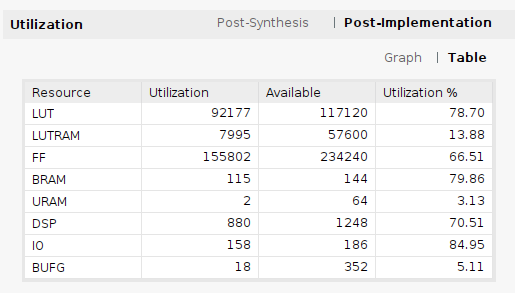 Utilization Post-Synthesis | Post-Implementation
Graph | Table
Resource Utilization Available Utilization %
LUT 92177 117120 78.70
LUTRAM 7995 57600 13.88
FF 155802 234240 66.51
BRAM 115 144 79.86
URAM 2 64 3.13
DSP 880 1248 70.51
IO 158 186 84.95
BUFG 18 352 5.11